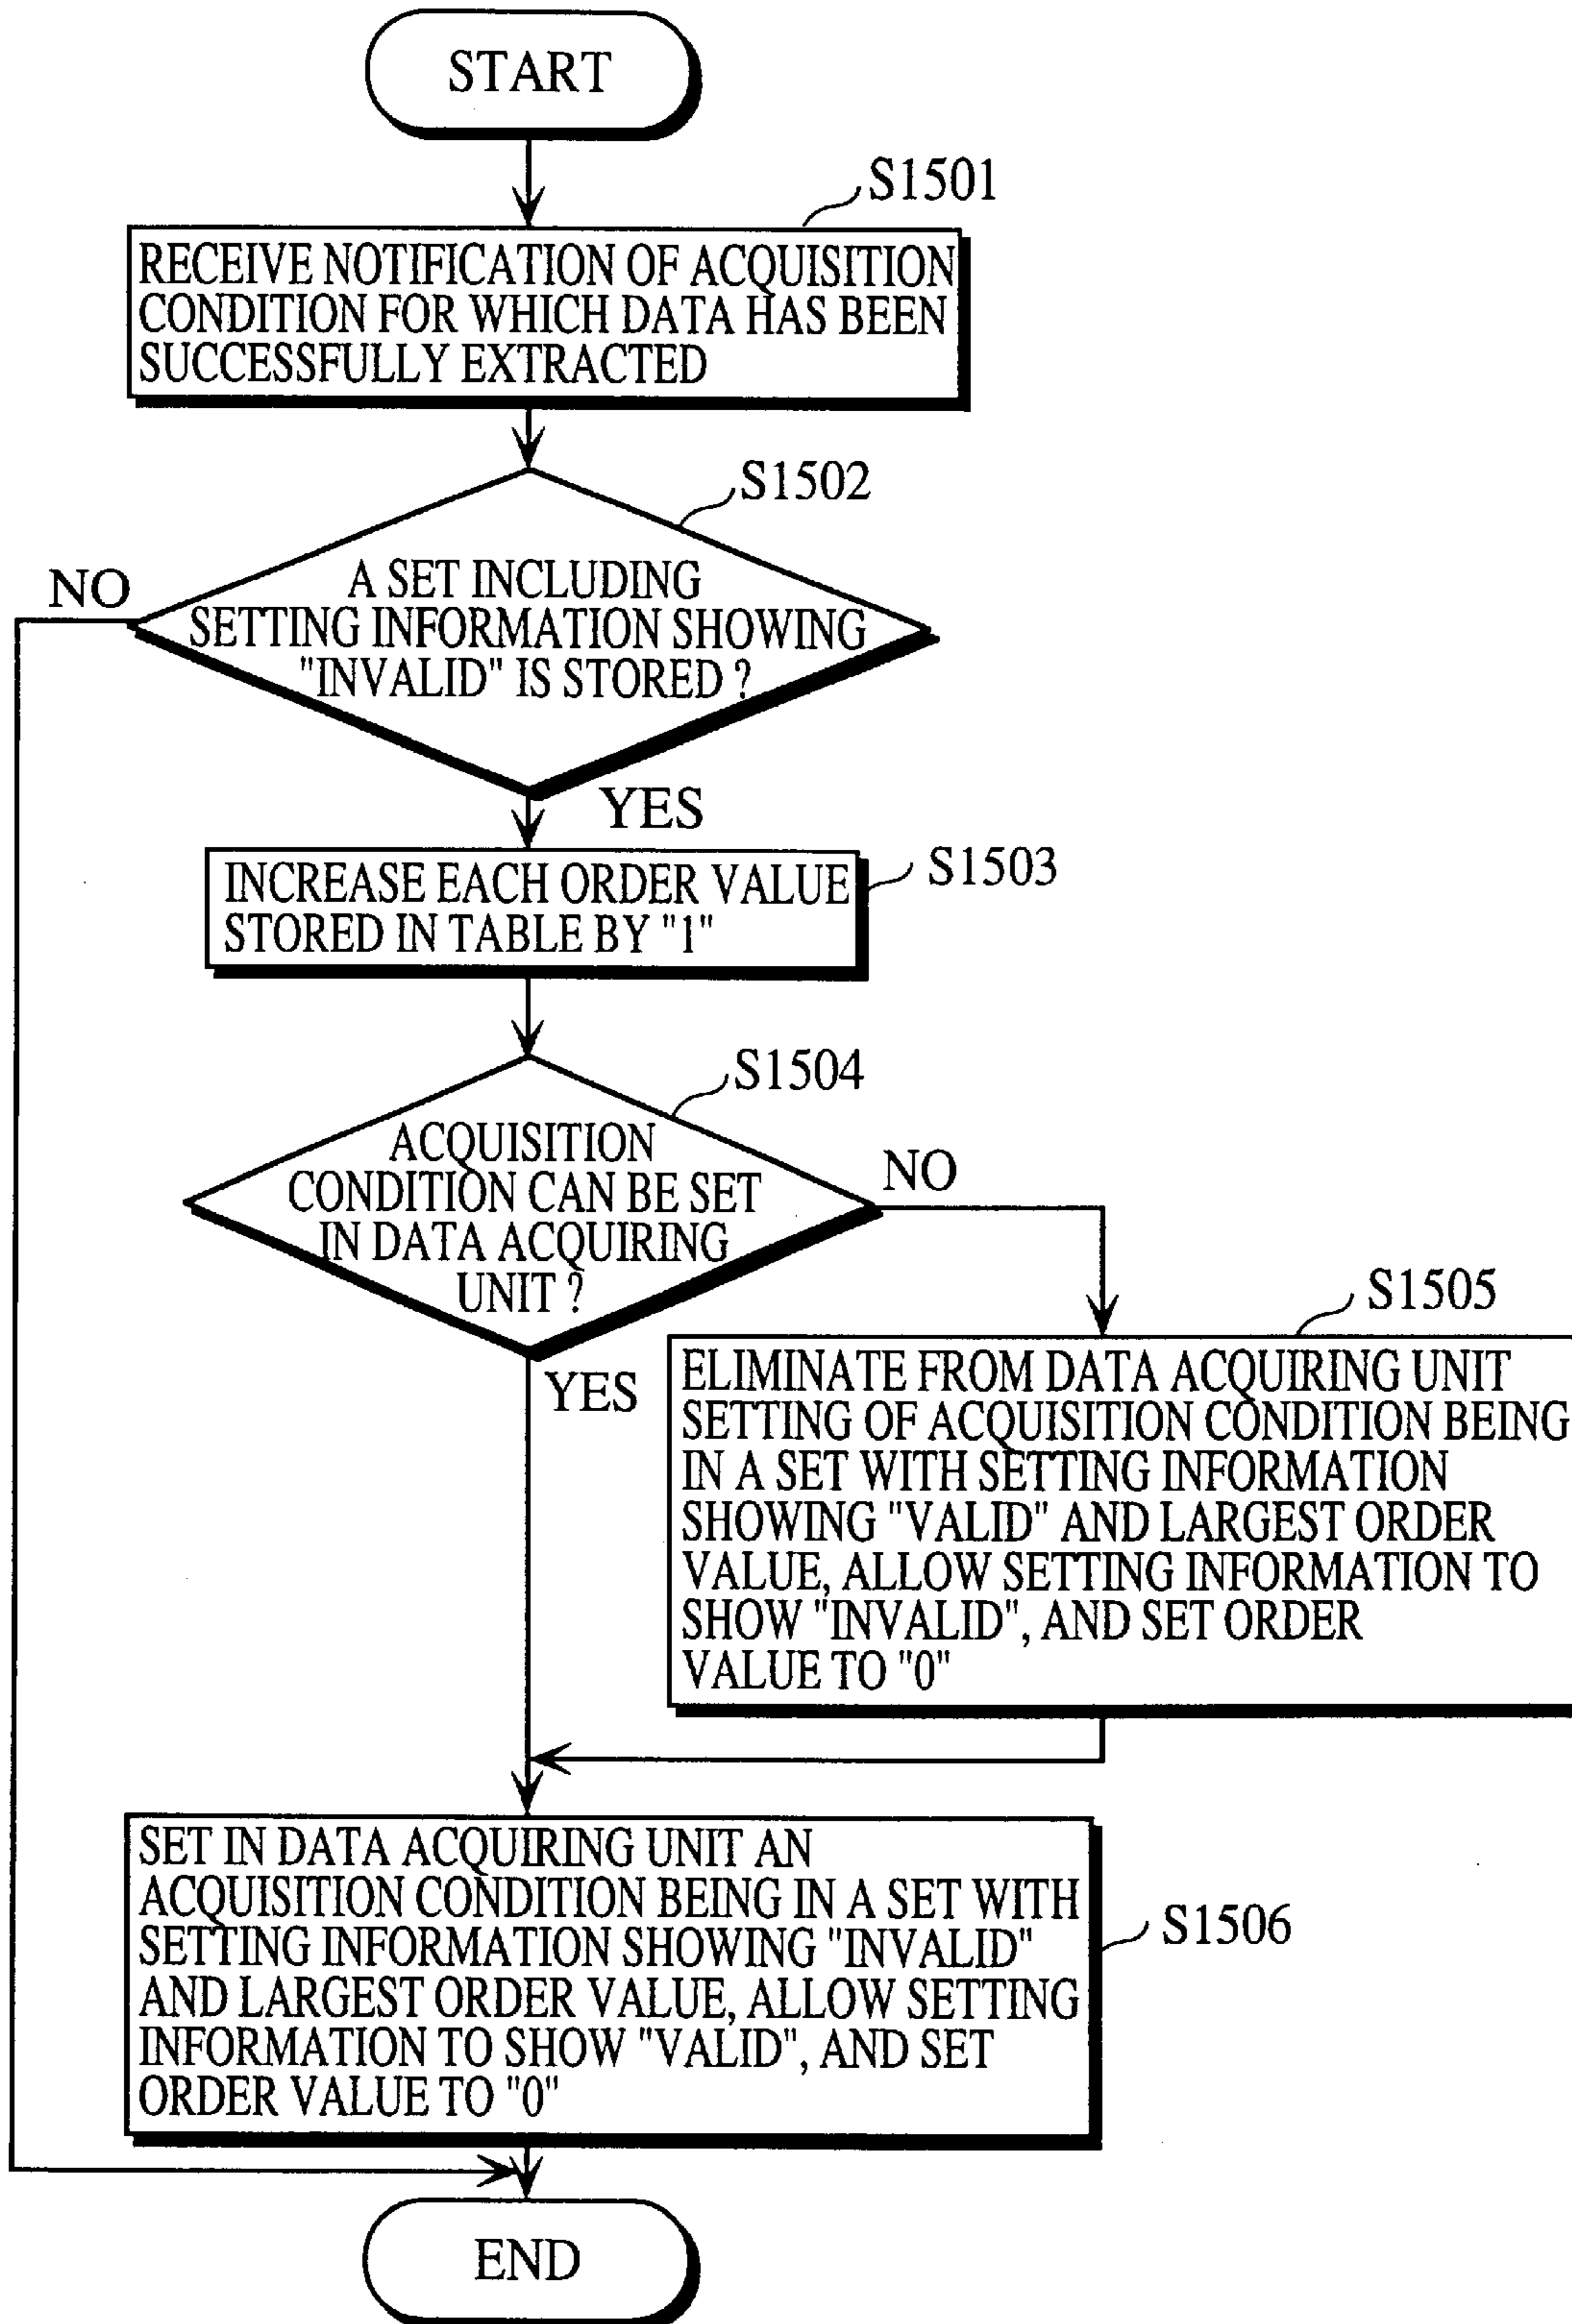 START
S1501
RECEIVE NOTIFICATION OF ACQUISITION
CONDITION FOR WHICH DATA HAS BEEN
SUCCESSFULLY EXTRACTED
S1502
NO
A SET INCLUDING
SETTING INFORMATION SHOWING
"INVALID" IS STORED ?
YES
S1503
INCREASE EACH ORDER VALUE
STORED IN TABLE BY "1"
S1504
ACQUISITION
CONDITION CAN BE SET
IN DATA ACQUIRING
UNIT ?
NO
YES
S1505
ELIMINATE FROM DATA ACQUIRING UNIT
SETTING OF ACQUISITION CONDITION BEING
IN A SET WITH SETTING INFORMATION
SHOWING "VALID" AND LARGEST ORDER
VALUE, ALLOW SETTING INFORMATION TO
SHOW "INVALID", AND SET ORDER
VALUE TO "0"
SET IN DATA ACQUIRING UNIT AN
ACQUISITION CONDITION BEING IN A SET WITH
SETTING INFORMATION SHOWING "INVALID"
AND LARGEST ORDER VALUE, ALLOW SETTING
INFORMATION TO SHOW "VALID", AND SET
ORDER VALUE TO "0"
S1506
END